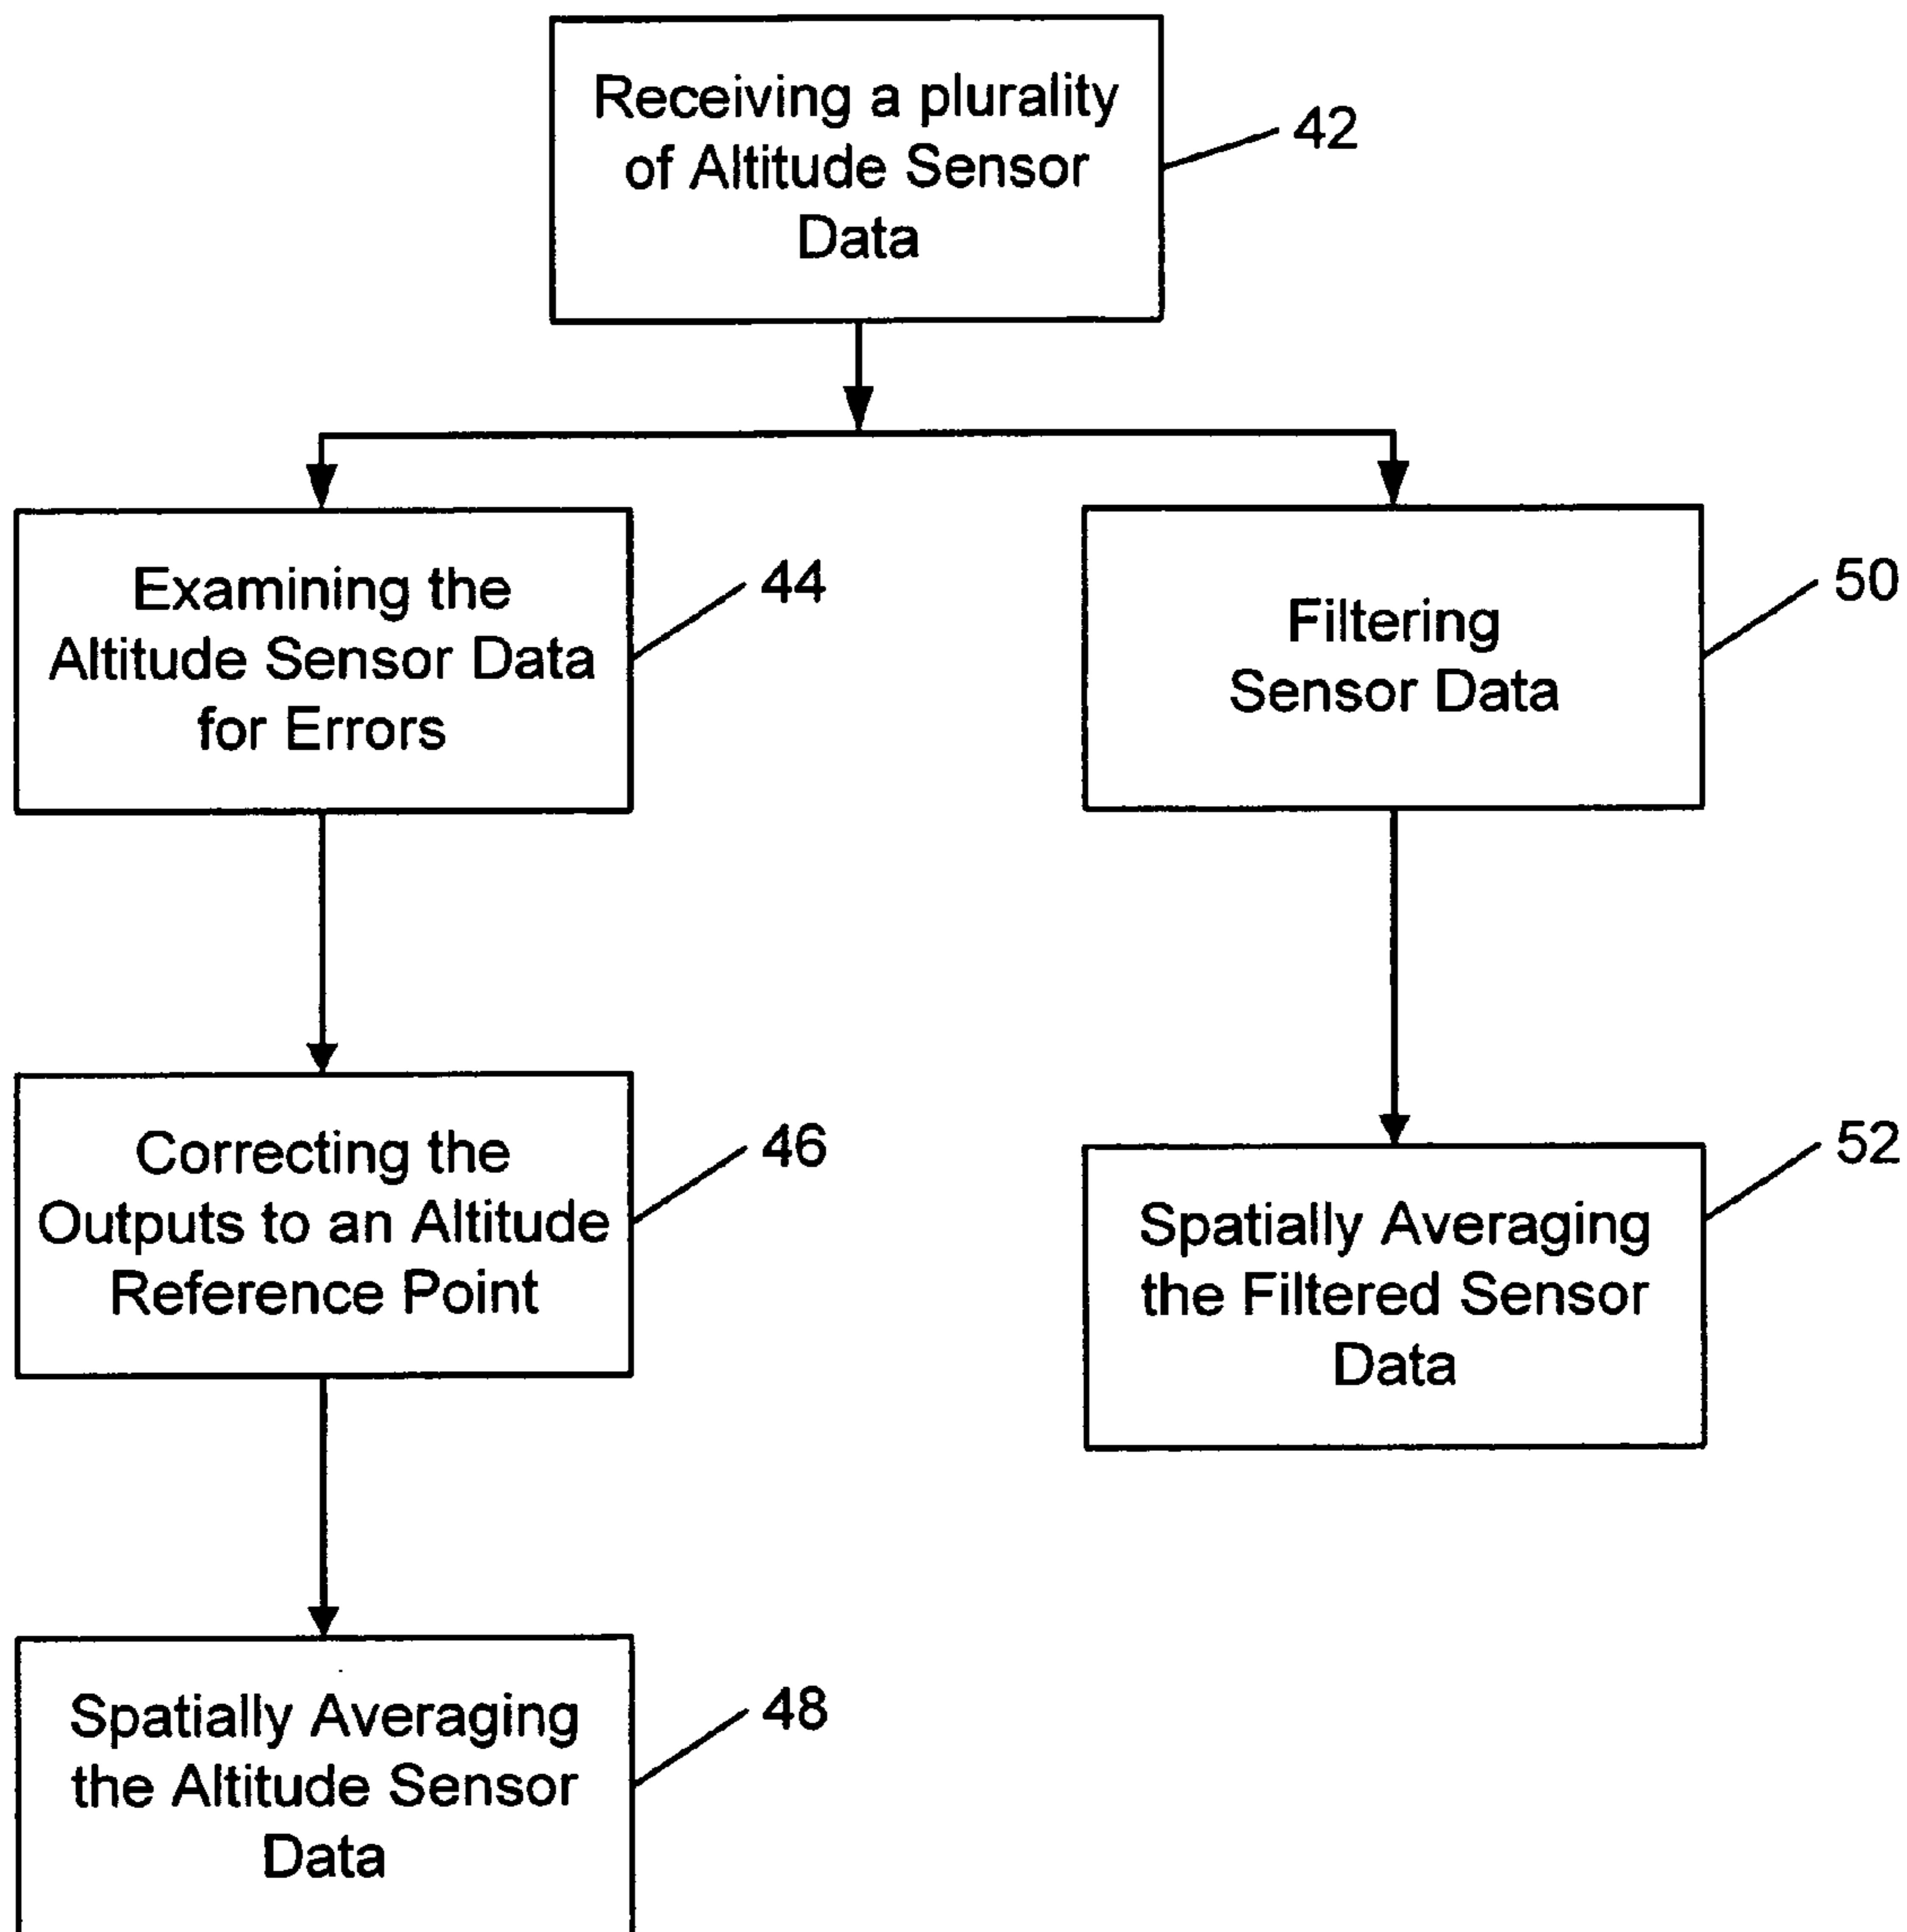 Receiving a plurality
of Altitude Sensor
Data
42
Examining the
Altitude Sensor Data
for Errors
44
Filtering
Sensor Data
50
Correcting the
Outputs to an Altitude
Reference Point
46
Spatially Averaging
the Filtered Sensor
Data
52
Spatially Averaging
the Altitude Sensor
Data
48